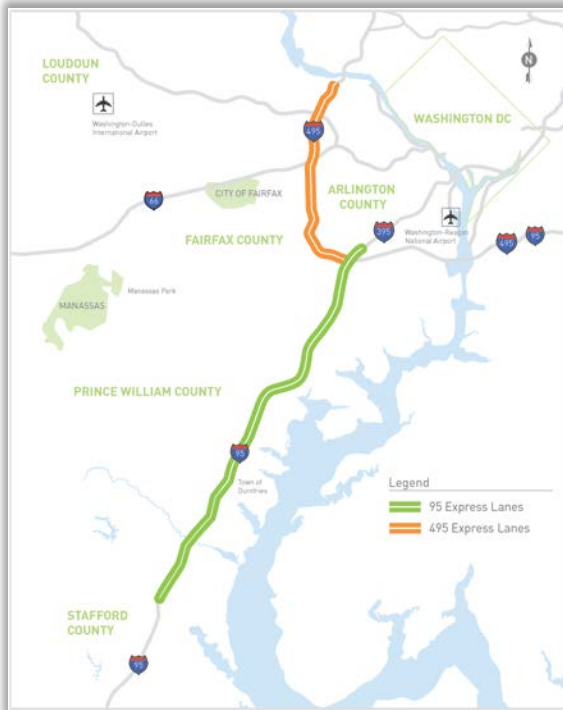 LOUDOUN
COUNTY
N
Washington-Dulles
International Airport
495
WASHINGTON DC
66
CITY OF FAIRFAX
ARLINGTON
COUNTY
395
FAIRFAX COUNTY
Washington-Reagan
National Airport
495
95
MANASSAS
Manassas Park
PRINCE WILLIAM COUNTY
95
Town of
Dumfries
Legend
95 Express Lanes
495 Express Lanes
STAFFORD
COUNTY
95